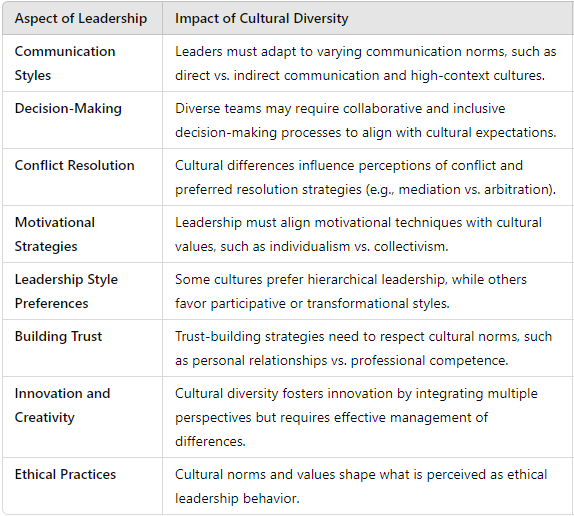 Aspect of Leadership
Impact of Cultural Diversity
Communication
Styles
Leaders must adapt to varying communication norms, such as
direct vs. indirect communication and high-context cultures.
Decision-Making
Diverse teams may require collaborative and inclusive
decision-making processes to align with cultural expectations.
Conflict Resolution
Cultural differences influence perceptions of conflict and
preferred resolution strategies (e.g., mediation vs. arbitration).
Motivational
Strategies
Leadership must align motivational techniques with cultural
values, such as individualism vs. collectivism.
Leadership Style
Preferences
Some cultures prefer hierarchical leadership, while others
favor participative or transformational styles.
Building Trust
Trust-building strategies need to respect cultural norms, such
as personal relationships vs. professional competence.
Innovation and
Creativity
Cultural diversity fosters innovation by integrating multiple
perspectives but requires effective management of
differences.
Ethical Practices
Cultural norms and values shape what is perceived as ethical
leadership behavior.